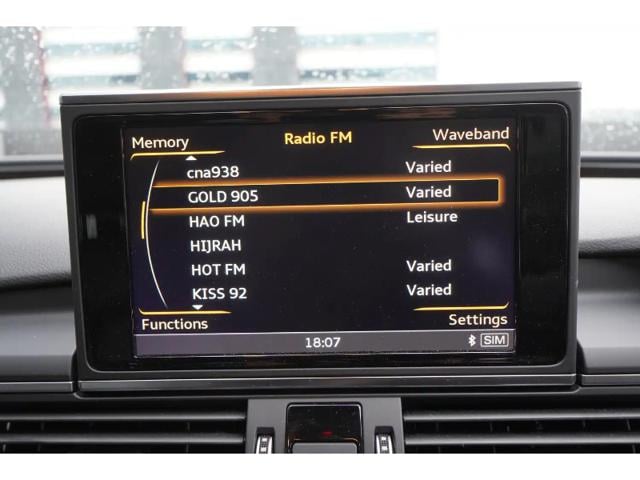 Memory Radio FM Waveband
cna938 Varied
GOLD 905 Varied
HAO FM Leisure
HIJRAH
HOT FM Varied
KISS 92 Varied
Functions Settings
18:07 SIM